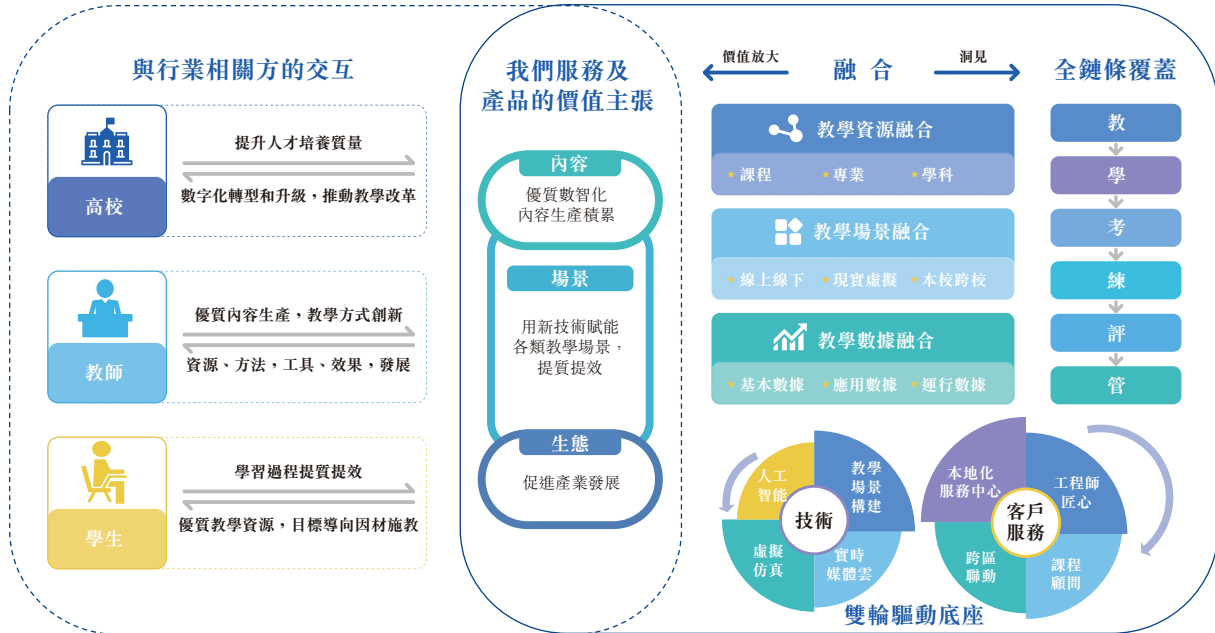 與行業相關方的交互
高校
提升人才培養質量
數字化轉型和升級，推動教學改革
教師
優質內容生產，教學方式創新
資源、方法，工具、效果，發展
學生
學習過程提質提效
優質教學資源，目標導向因材施教
我們服務及
產品的價值主張
內容
優質數智化
內容生產積累
場景
用新技術賦能
各類教學場景，
提質提效
生態
促進產業發展
價值放大
融合
洞見
教學資源融合
課程 專業 學科
教學場景融合
線上線下 現實虛擬 本校跨校
教學數據融合
基本數據 應用數據 運行數據
全鏈條覆蓋
教
學
考
練
評
管
人工
智能
教學
場景
構建
技術
虛擬
仿真
實時
媒體雲
本地化
服務中心
工程師
匠心
客戶
服務
跨區
聯動
課程
顧問
雙輪驅動底座